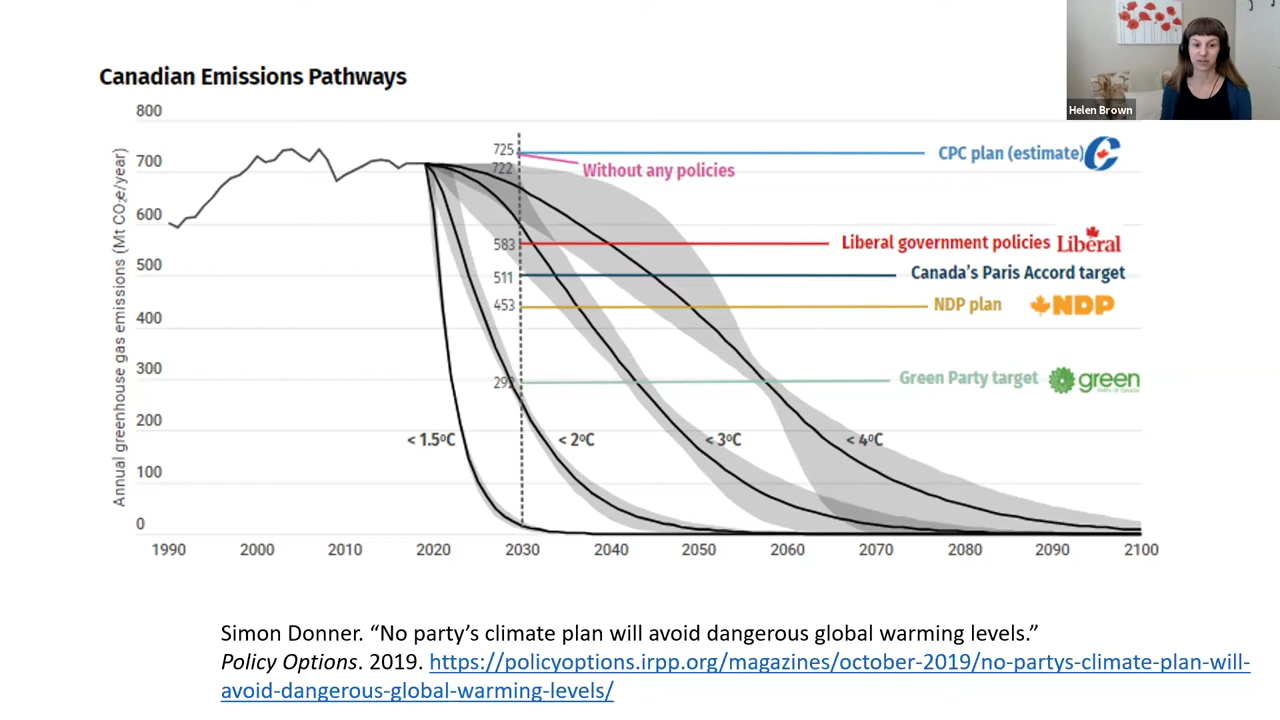 Helen Brown
Canadian Emissions Pathways
Annual greenhouse gas emissions (Mt CO₂e/year)
800
700
600
500
400
300
200
100
0
725
722
583
511
453
292
CPC plan (estimate)
Without any policies
Liberal government policies Liberal
Canada's Paris Accord target
NDP plan NDP
Green Party target green
< 1.5ºC < 2ºC < 3ºC < 4ºC
1990 2000 2010 2020 2030 2040 2050 2060 2070 2080 2090 2100
Simon Donner. “No party’s climate plan will avoid dangerous global warming levels.”
Policy Options. 2019. https://policyoptions.irpp.org/magazines/october-2019/no-partys-climate-plan-will-
avoid-dangerous-global-warming-levels/